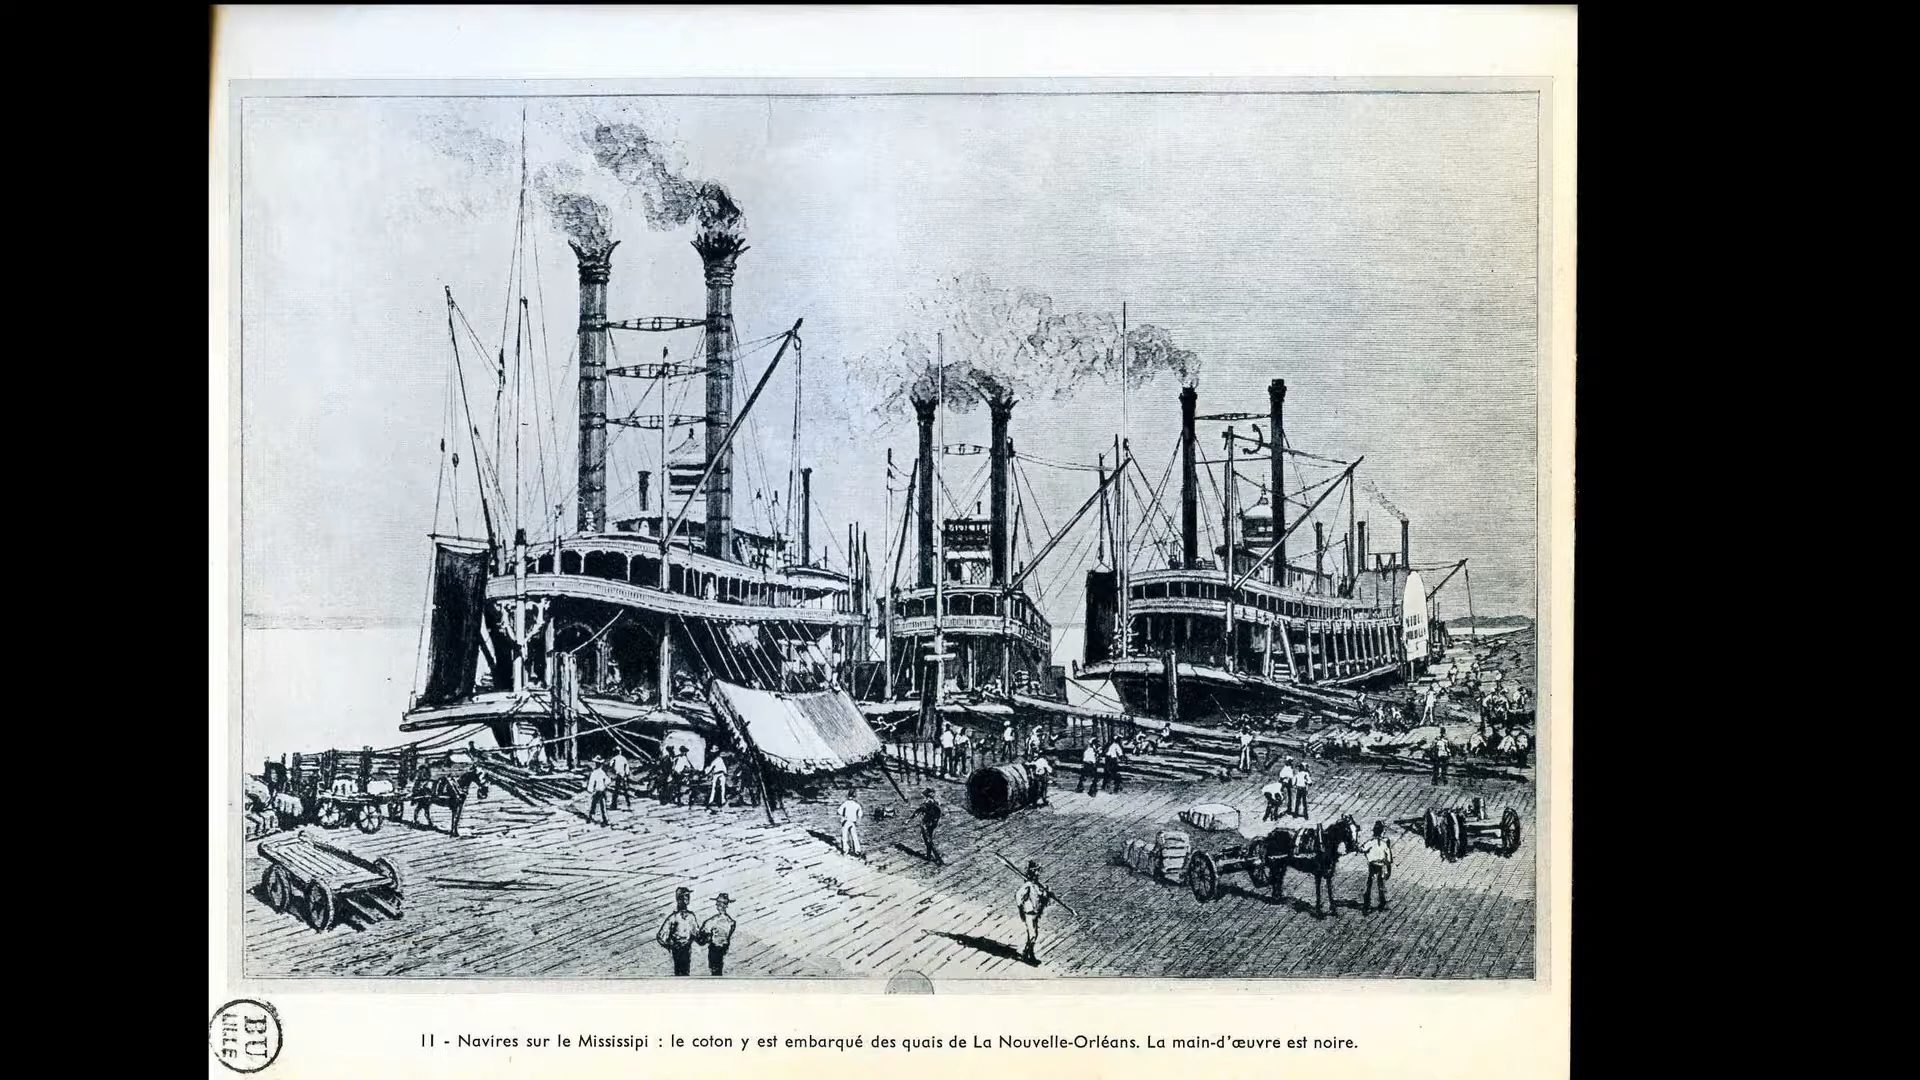 11 - Navires sur le Mississipi : le coton y est embarqué des quais de La Nouvelle-Orléans. La main-d'œuvre est noire.
BU
LILLE